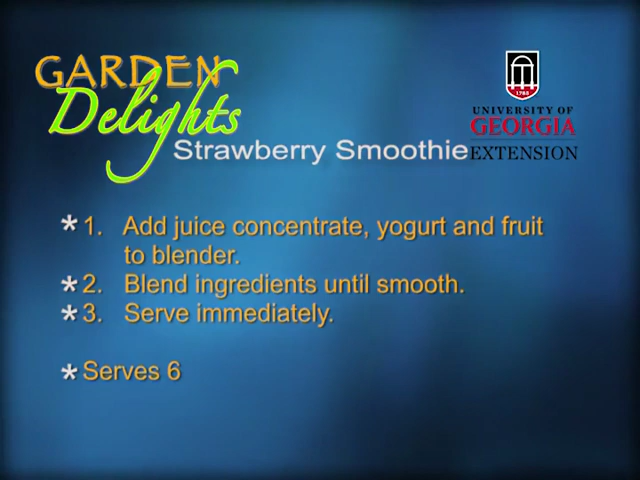 GARDEN
Delights
Strawberry Smoothie
1785
UNIVERSITY OF
GEORGIA
EXTENSION
* 1. Add juice concentrate, yogurt and fruit
to blender.
* 2. Blend ingredients until smooth.
* 3. Serve immediately.
* Serves 6